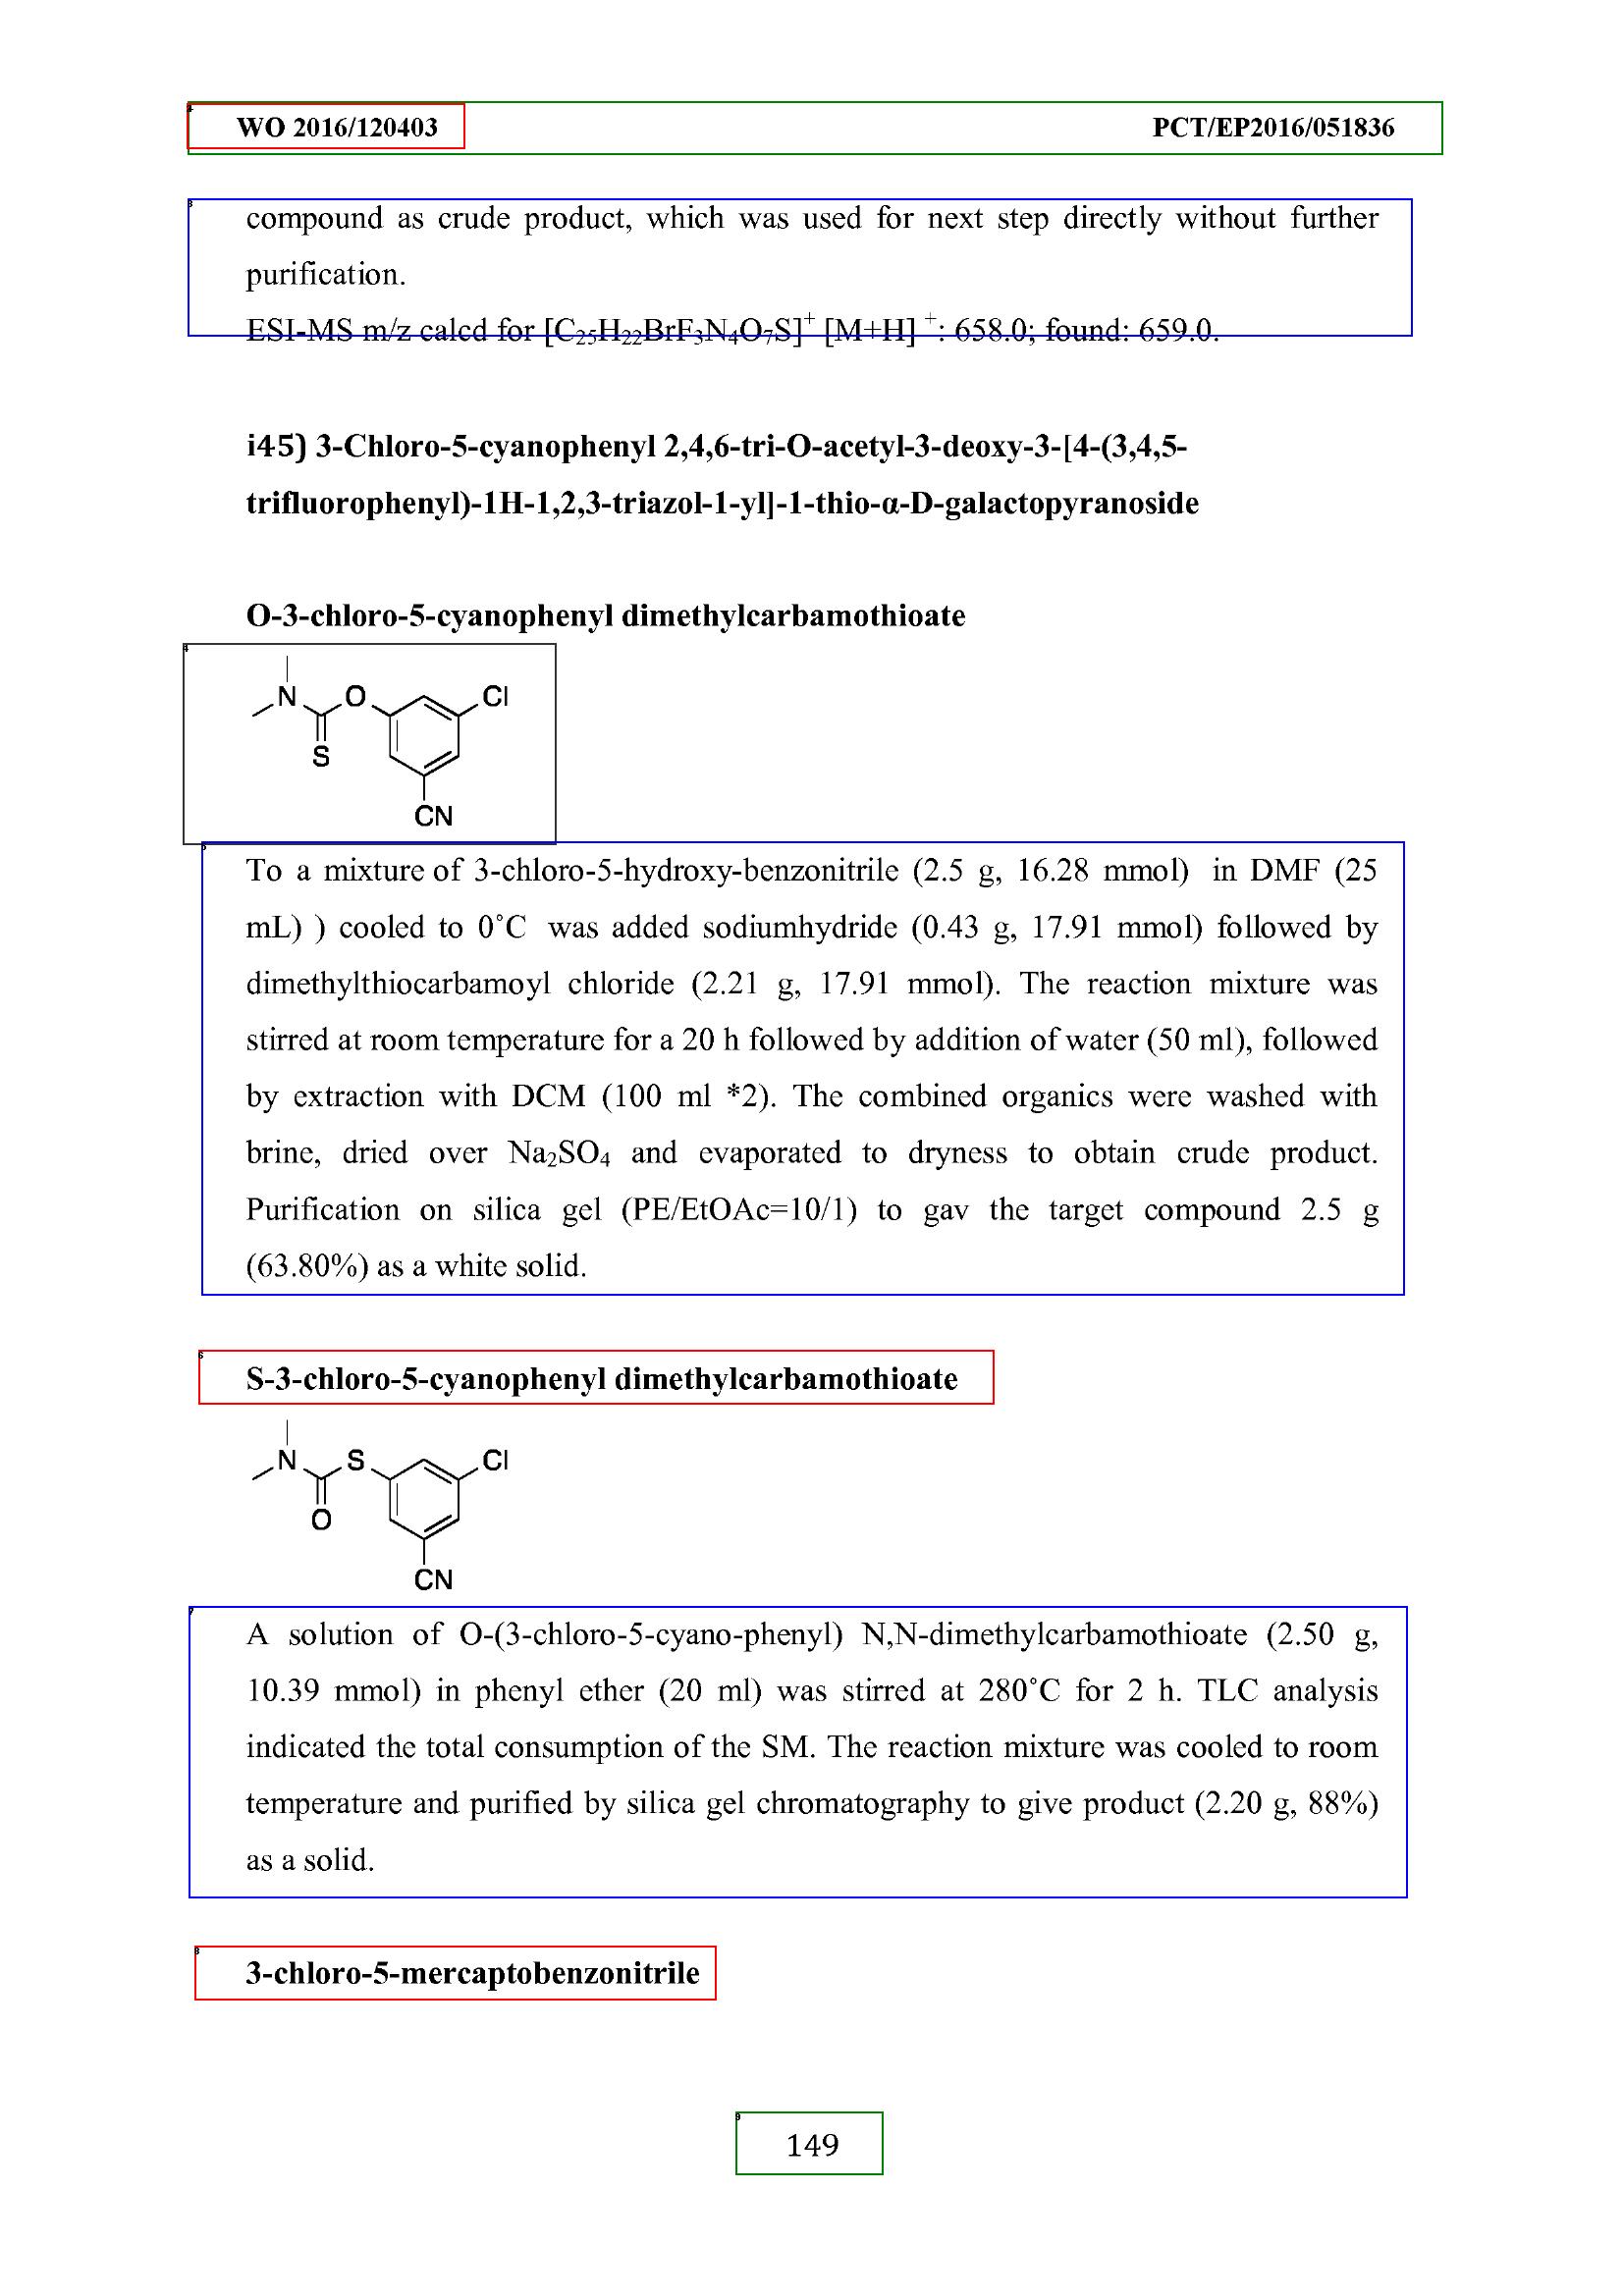 WO 2016/120403 PCT/EP2016/051836
compound as crude product, which was used for next step directly without further
purification.
ESI-MS m/z calcd for [C₂₅H₂₂BrF₃N₄O₇S]⁺ [M+H] ⁺: 658.0; found: 659.0.
i45) 3-Chloro-5-cyanophenyl 2,4,6-tri-O-acetyl-3-deoxy-3-[4-(3,4,5-
trifluorophenyl)-1H-1,2,3-triazol-1-yl]-1-thio-α-D-galactopyranoside
O-3-chloro-5-cyanophenyl dimethylcarbamothioate
4
N O Cl
S
CN
5
To a mixture of 3-chloro-5-hydroxy-benzonitrile (2.5 g, 16.28 mmol) in DMF (25
mL) ) cooled to 0˚C was added sodiumhydride (0.43 g, 17.91 mmol) followed by
dimethylthiocarbamoyl chloride (2.21 g, 17.91 mmol). The reaction mixture was
stirred at room temperature for a 20 h followed by addition of water (50 ml), followed
by extraction with DCM (100 ml *2). The combined organics were washed with
brine, dried over Na₂SO₄ and evaporated to dryness to obtain crude product.
Purification on silica gel (PE/EtOAc=10/1) to gav the target compound 2.5 g
(63.80%) as a white solid.
6
S-3-chloro-5-cyanophenyl dimethylcarbamothioate
N S Cl
O
CN
7
A solution of O-(3-chloro-5-cyano-phenyl) N,N-dimethylcarbamothioate (2.50 g,
10.39 mmol) in phenyl ether (20 ml) was stirred at 280˚C for 2 h. TLC analysis
indicated the total consumption of the SM. The reaction mixture was cooled to room
temperature and purified by silica gel chromatography to give product (2.20 g, 88%)
as a solid.
8
3-chloro-5-mercaptobenzonitrile
9
149